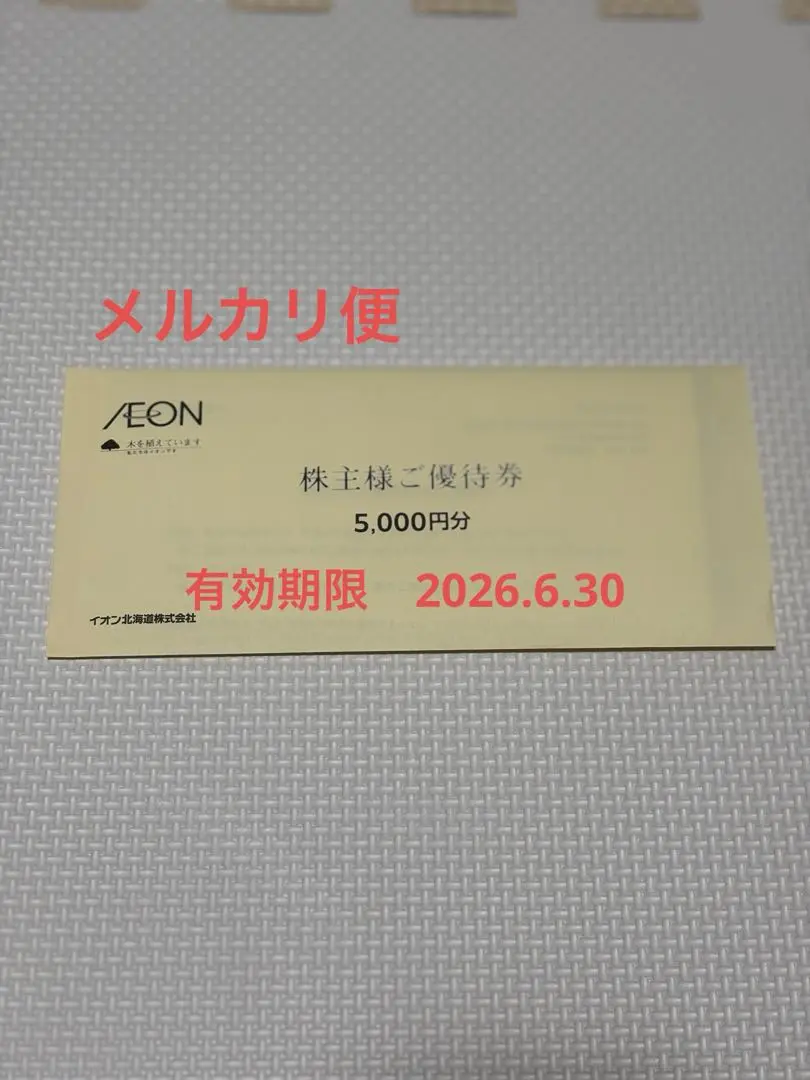 メルカリ便
ÆON
木を植えています
株主様ご優待券
5,000円分
有効期限 2026.6.30
イオン北海道株式会社